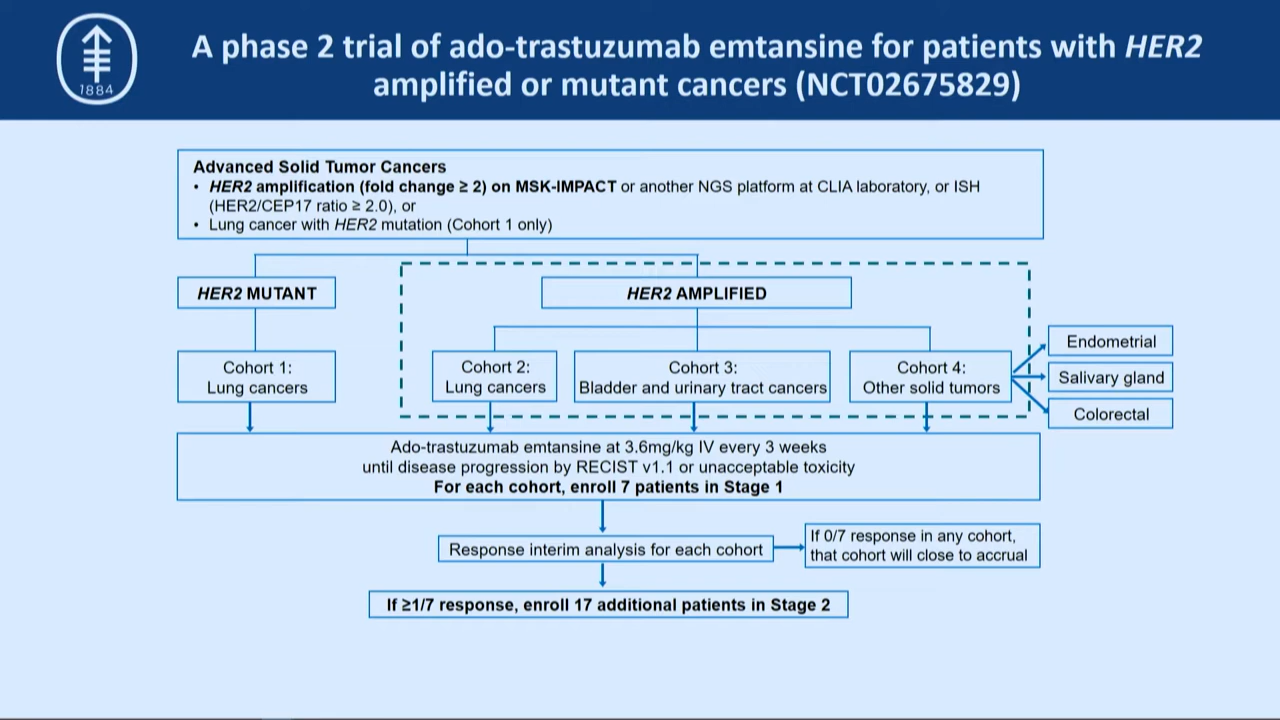 A phase 2 trial of ado-trastuzumab emtansine for patients with HER2
amplified or mutant cancers (NCT02675829)
1884
Advanced Solid Tumor Cancers
• HER2 amplification (fold change ≥ 2) on MSK-IMPACT or another NGS platform at CLIA laboratory, or ISH
(HER2/CEP17 ratio ≥ 2.0), or
• Lung cancer with HER2 mutation (Cohort 1 only)
HER2 MUTANT
HER2 AMPLIFIED
Cohort 1:
Lung cancers
Cohort 2:
Lung cancers
Cohort 3:
Bladder and urinary tract cancers
Cohort 4:
Other solid tumors
Endometrial
Salivary gland
Colorectal
Ado-trastuzumab emtansine at 3.6mg/kg IV every 3 weeks
until disease progression by RECIST v1.1 or unacceptable toxicity
For each cohort, enroll 7 patients in Stage 1
Response interim analysis for each cohort
If 0/7 response in any cohort,
that cohort will close to accrual
If ≥1/7 response, enroll 17 additional patients in Stage 2